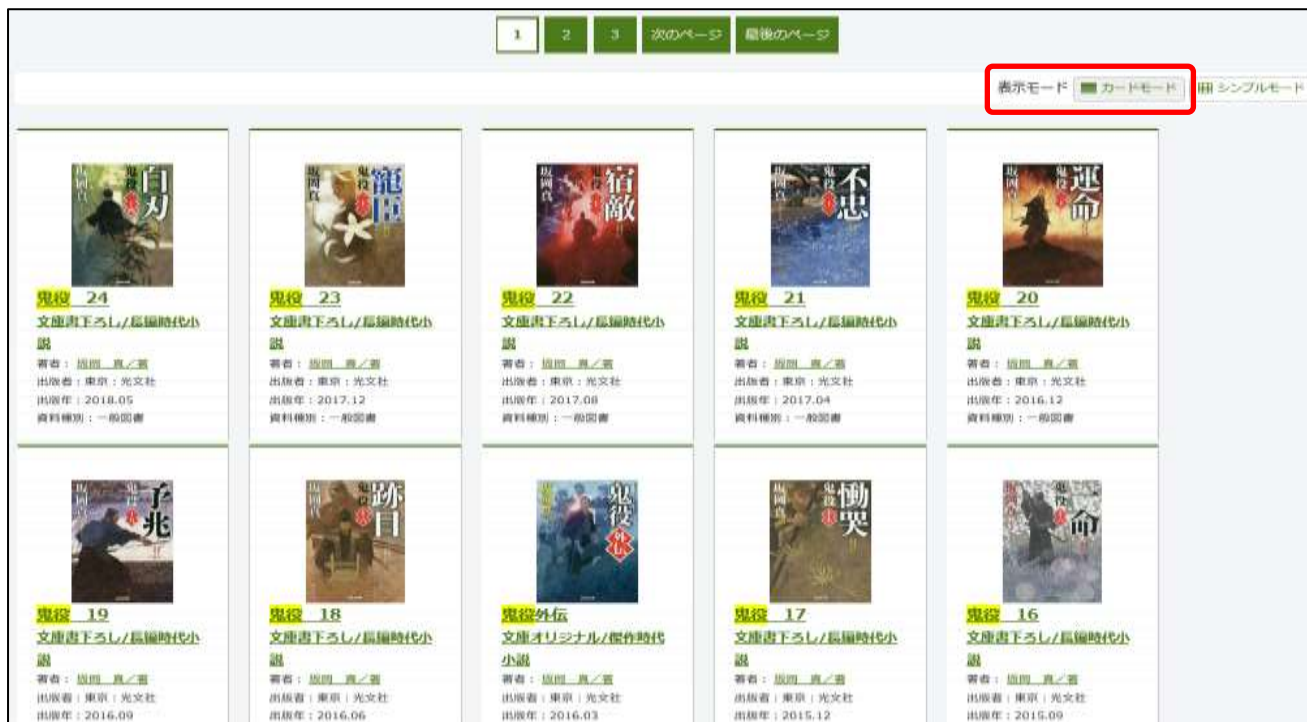 1 2 3 次のページ 最後のページ
表示モード カードモード シンプルモード
坂岡真 鬼役 白刃
坂岡真 鬼役 寵臣
坂岡真 鬼役 宿敵
坂岡真 鬼役 不忠
坂岡真 鬼役 運命
鬼役 24
文庫書下ろし/長編時代小
説
著者：坂岡 真／著
出版者：東京：光文社
出版年：2018.05
資料種別：一般図書
鬼役 23
文庫書下ろし/長編時代小
説
著者：坂岡 真／著
出版者：東京：光文社
出版年：2017.12
資料種別：一般図書
鬼役 22
文庫書下ろし/長編時代小
説
著者：坂岡 真／著
出版者：東京：光文社
出版年：2017.08
資料種別：一般図書
鬼役 21
文庫書下ろし/長編時代小
説
著者：坂岡 真／著
出版者：東京：光文社
出版年：2017.04
資料種別：一般図書
鬼役 20
文庫書下ろし/長編時代小
説
著者：坂岡 真／著
出版者：東京：光文社
出版年：2016.12
資料種別：一般図書
坂岡真 鬼役 予兆
坂岡真 鬼役 跡目
鬼役 外伝
坂岡真 鬼役 慟哭
坂岡真 鬼役 命
鬼役 19
文庫書下ろし/長編時代小
説
著者：坂岡 真／著
出版者：東京：光文社
出版年：2016.09
鬼役 18
文庫書下ろし/長編時代小
説
著者：坂岡 真／著
出版者：東京：光文社
出版年：2016.06
鬼役外伝
文庫オリジナル/傑作時代
小説
著者：坂岡 真／著
出版者：東京：光文社
出版年：2016.03
鬼役 17
文庫書下ろし/長編時代小
説
著者：坂岡 真／著
出版者：東京：光文社
出版年：2015.12
鬼役 16
文庫書下ろし/長編時代小
説
著者：坂岡 真／著
出版者：東京：光文社
出版年：2015.09